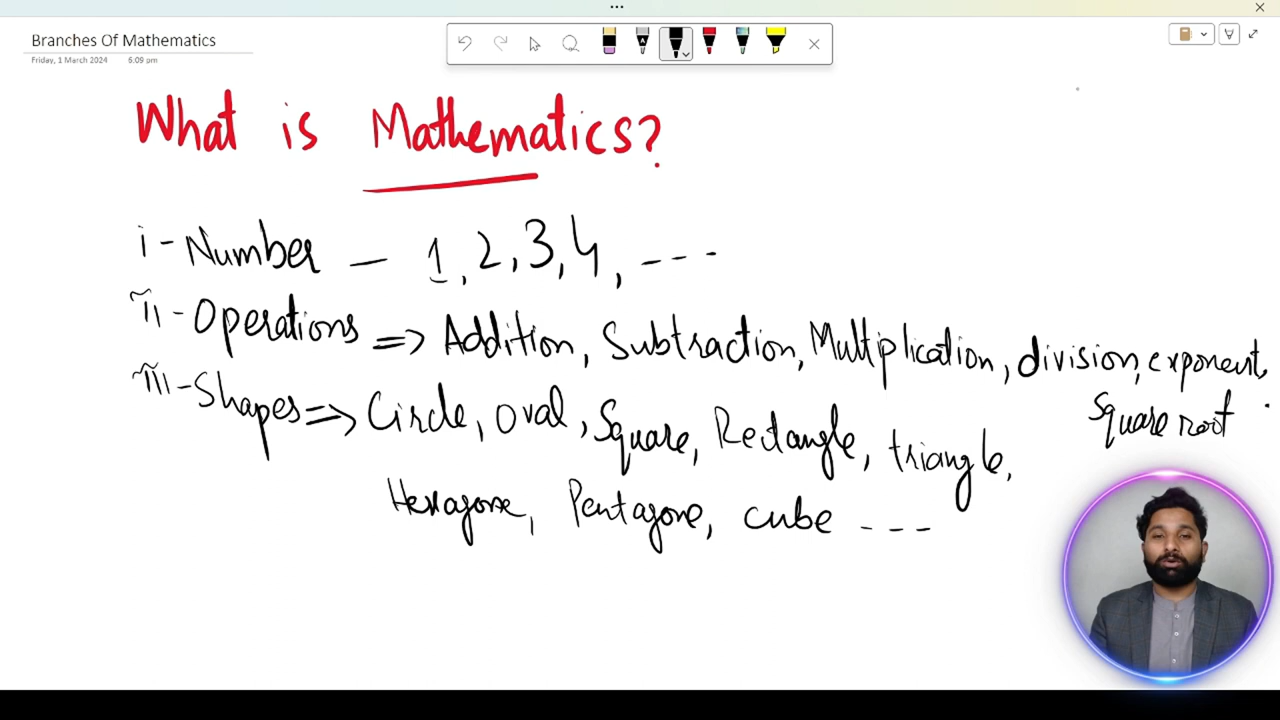 Branches Of Mathematics
Friday, 1 March 2024 6:09 pm
What is Mathematics?
i - Number — 1, 2, 3, 4, - - -
ii - Operations => Addition, Subtraction, Multiplication, division, exponent,
Square root
iii - Shapes => Circle, Oval, Square, Rectangle, triangle,
Hexagone, Pentagone, cube - - -